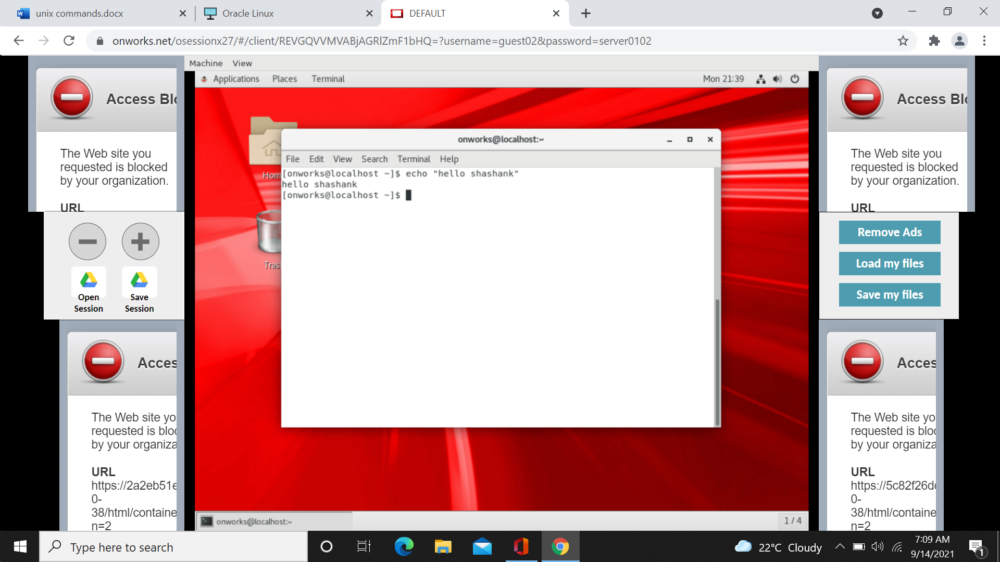 unix commands.docx
Oracle Linux
DEFAULT
onworks.net/osessionx27/#/client/REVGQVVMVABjAGRlZmF1bHQ=?username=guest02&password=server0102
Machine View
Applications Places Terminal Mon 21:39
Access Blo
The Web site you
requested is blocked
by your organization.
URL
Open
Session
Save
Session
Acces
The Web site yo
requested is bloc
by your organiza
URL
https://2a2eb51e
0-
38/html/containe
n=2
Home
Tras
onworks@localhost:~
File Edit View Search Terminal Help
[onworks@localhost ~]$ echo "hello shashank"
hello shashank
[onworks@localhost ~]$
onworks@localhost:~
1 / 4
Access Blo
The Web site you
requested is blocked
by your organization.
URL
Remove Ads
Load my files
Save my files
Acces
The Web site yo
requested is bloc
by your organiza
URL
https://5c82f26dc
0-
38/html/containe
n=2
Type here to search
22°C Cloudy
7:09 AM
9/14/2021
1